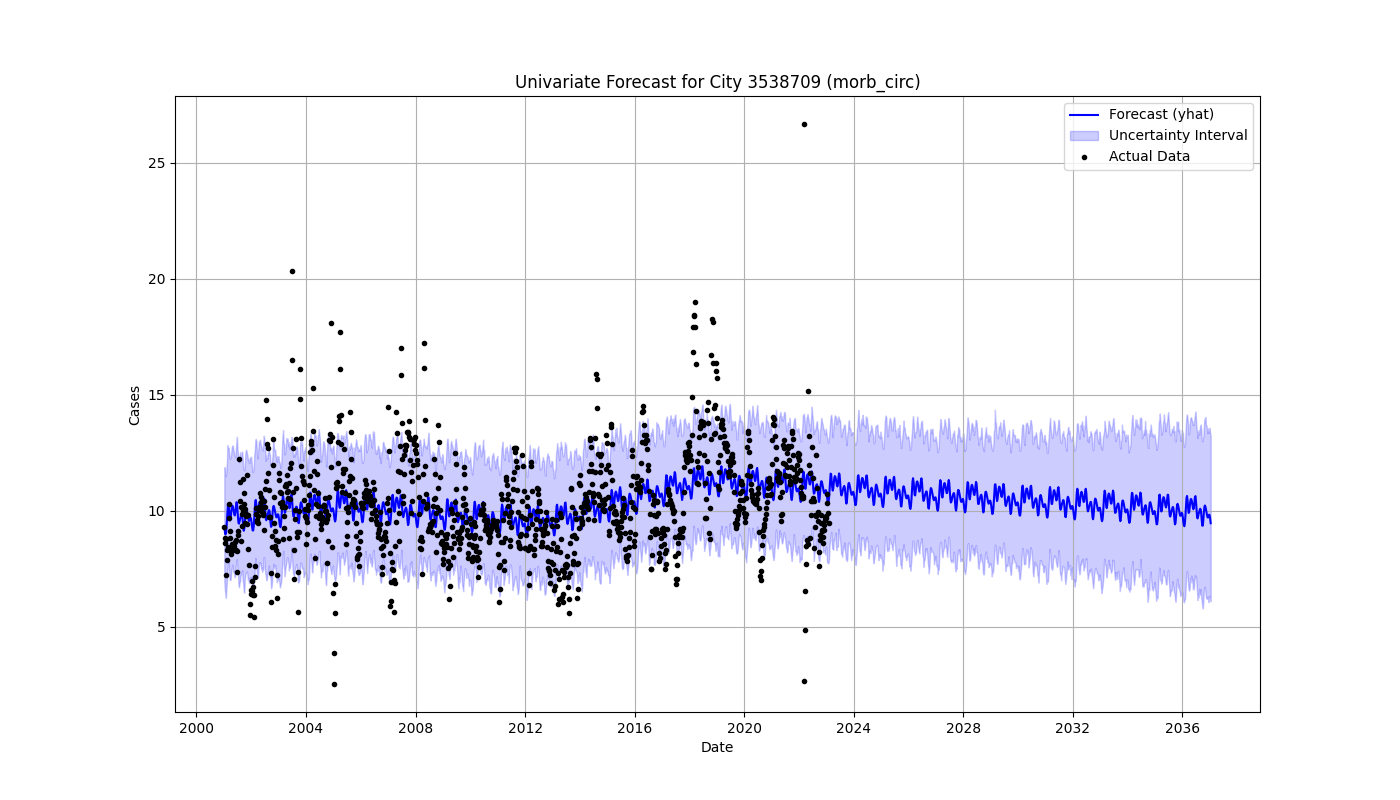 Univariate Forecast for City 3538709 (morb_circ)
Forecast (yhat)
Uncertainty Interval
Actual Data
Cases
25
20
15
10
5
2000 2004 2008 2012 2016 2020 2024 2028 2032 2036
Date